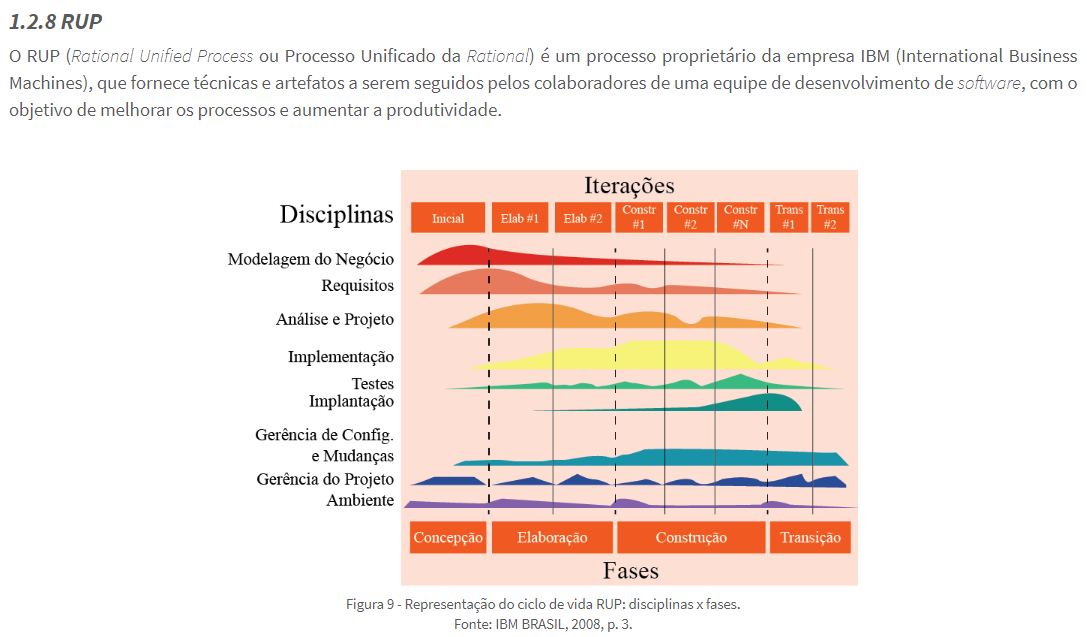 1.2.8 RUP
O RUP (Rational Unified Process ou Processo Unificado da Rational) é um processo proprietário da empresa IBM (International Business
Machines), que fornece técnicas e artefatos a serem seguidos pelos colaboradores de uma equipe de desenvolvimento de software, com o
objetivo de melhorar os processos e aumentar a produtividade.
Iterações
Disciplinas
Inicial
Elab #1
Elab #2
Constr
#1
Constr
#2
Constr
#N
Trans
#1
Trans
#2
Modelagem do Negócio
Requisitos
Análise e Projeto
Implementação
Testes
Implantação
Gerência de Config.
e Mudanças
Gerência do Projeto
Ambiente
Concepção
Elaboração
Construção
Transição
Fases
Figura 9 - Representação do ciclo de vida RUP: disciplinas x fases.
Fonte: IBM BRASIL, 2008, p. 3.